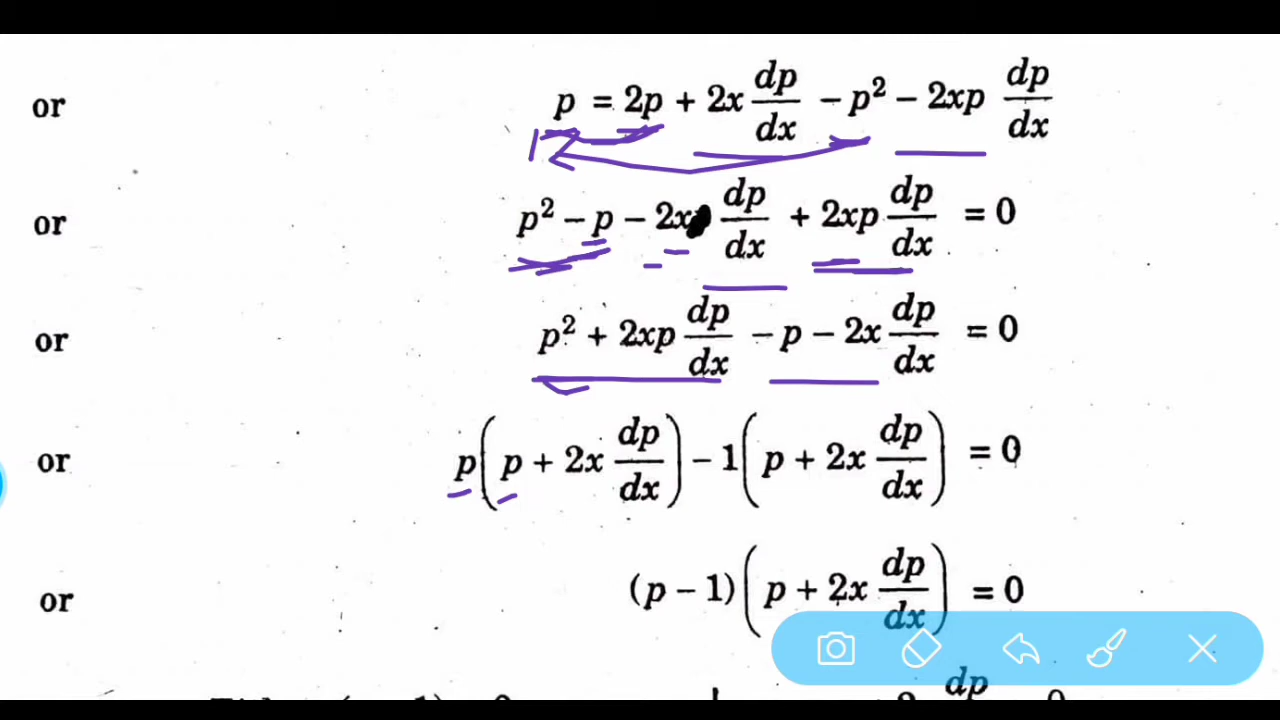 or p = 2p + 2x dp/dx – p² – 2xp dp/dx
or p² – p – 2x dp/dx + 2xp dp/dx = 0
or p² + 2xp dp/dx – p – 2x dp/dx = 0
or p(p + 2x dp/dx) – 1(p + 2x dp/dx) = 0
or (p – 1)(p + 2x dp/dx) = 0